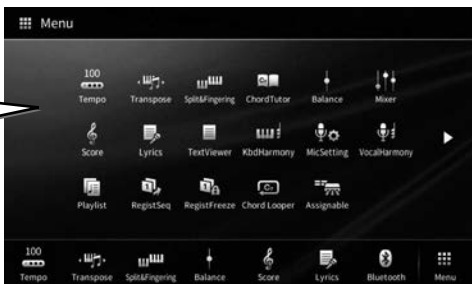 Menu
100
Tempo Transpose Split&Fingering ChordTutor Balance Mixer
Score Lyrics TextViewer KbdHarmony MicSetting VocalHarmony
Playlist RegistSeq RegistFreeze Chord Looper Assignable
100
Tempo Transpose Split&Fingering Balance Score Lyrics Bluetooth Menu